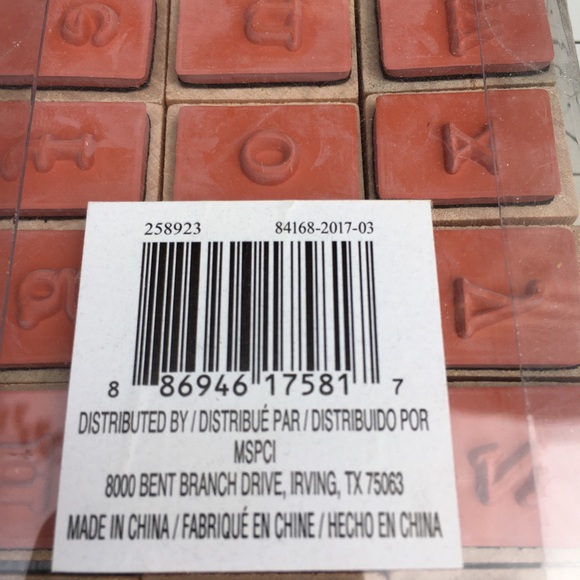 258923 84168-2017-03
8 86946 17581 7
DISTRIBUTED BY / DISTRIBUÉ PAR / DISTRIBUIDO POR
MSPCI
8000 BENT BRANCH DRIVE, IRVING, TX 75063
MADE IN CHINA / FABRIQUÉ EN CHINE / HECHO EN CHINA